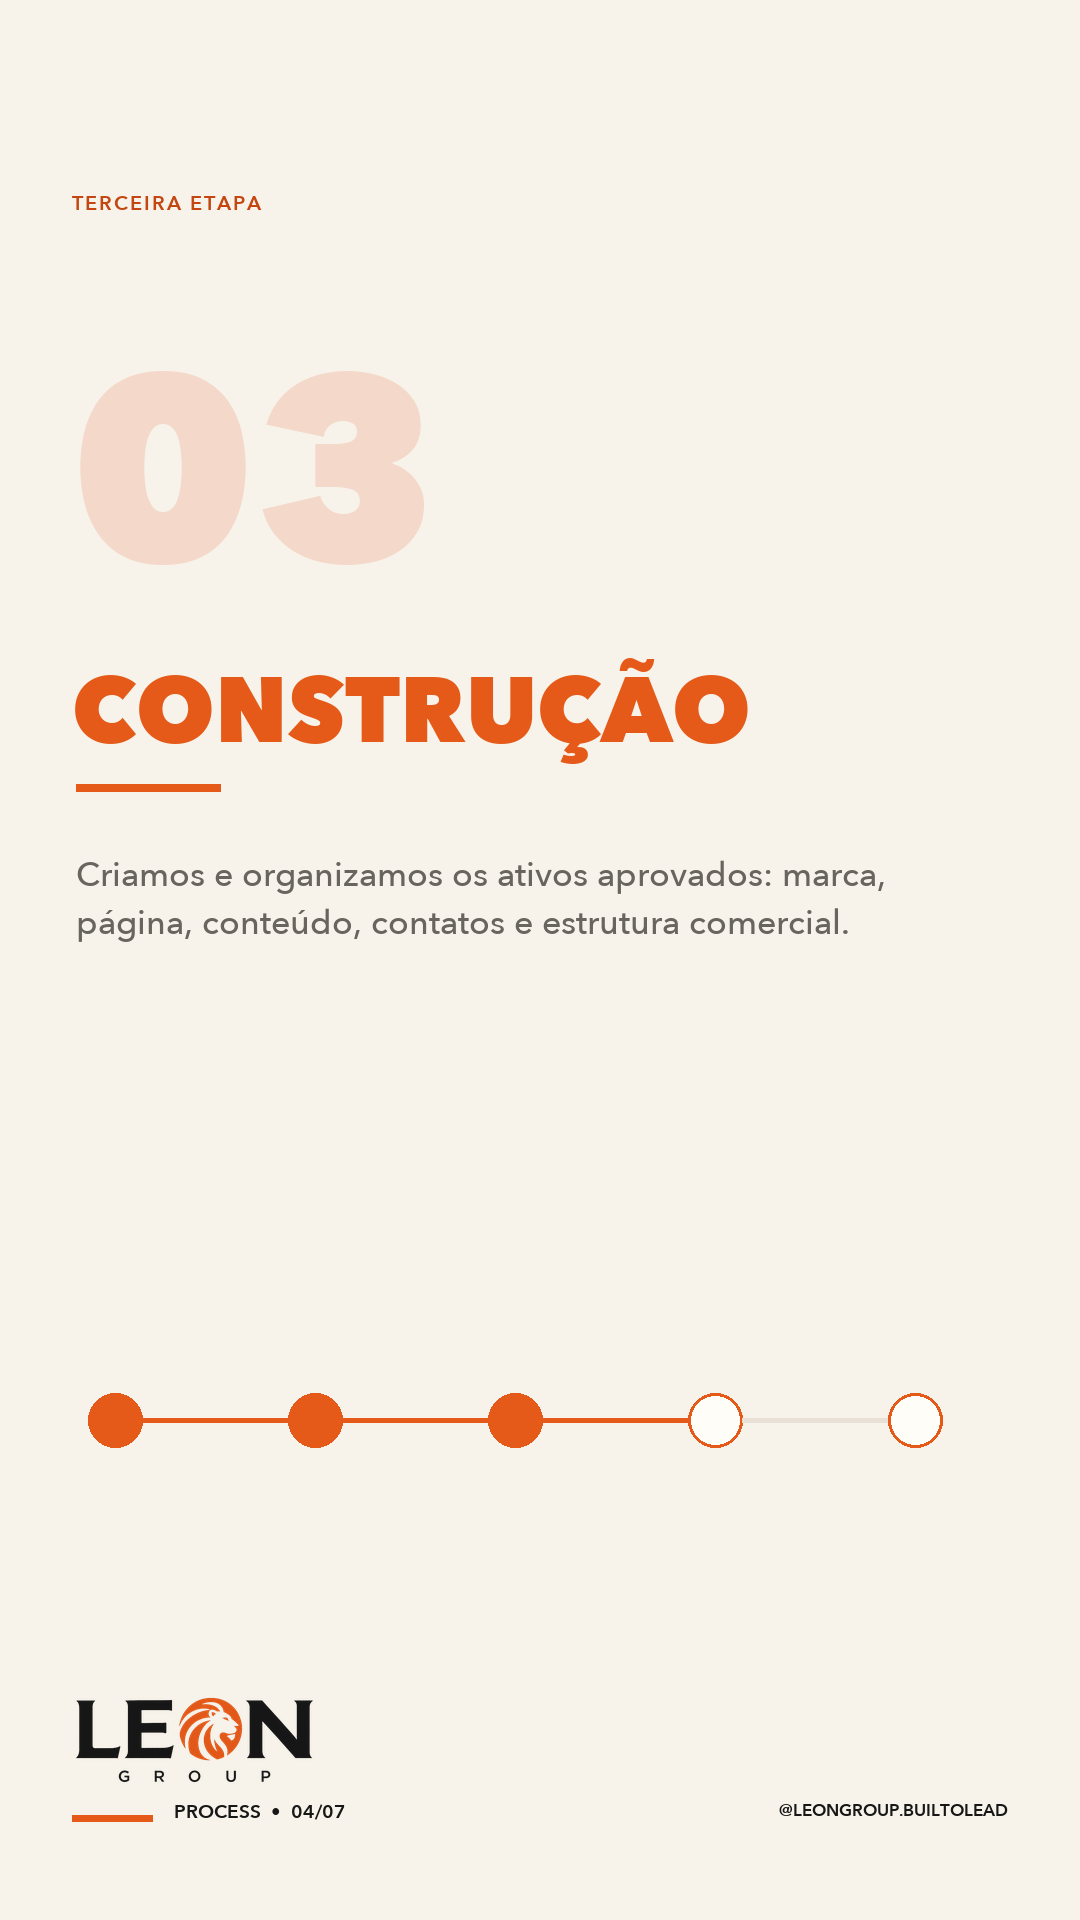 TERCEIRA ETAPA
03
CONSTRUÇÃO
Criamos e organizamos os ativos aprovados: marca,
página, conteúdo, contatos e estrutura comercial.
LEON
GROUP
PROCESS • 04/07
@LEONGROUP.BUILTOLEAD